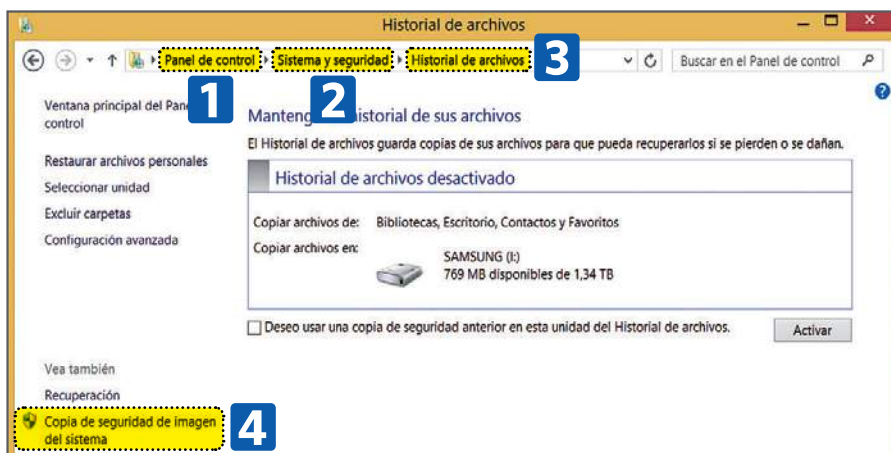 Historial de archivos
Panel de control Sistema y seguridad Historial de archivos
Buscar en el Panel de control
1 2 3
Ventana principal del Pan
control
Restaurar archivos personales
Seleccionar unidad
Excluir carpetas
Configuración avanzada
Manteng istorial de sus archivos
El Historial de archivos guarda copias de sus archivos para que pueda recuperarlos si se pierden o se dañan.
Historial de archivos desactivado
Copiar archivos de: Bibliotecas, Escritorio, Contactos y Favoritos
Copiar archivos en: SAMSUNG (I:)
769 MB disponibles de 1,34 TB
Deseo usar una copia de seguridad anterior en esta unidad del Historial de archivos.
Activar
Vea también
Recuperación
Copia de seguridad de imagen
del sistema
4